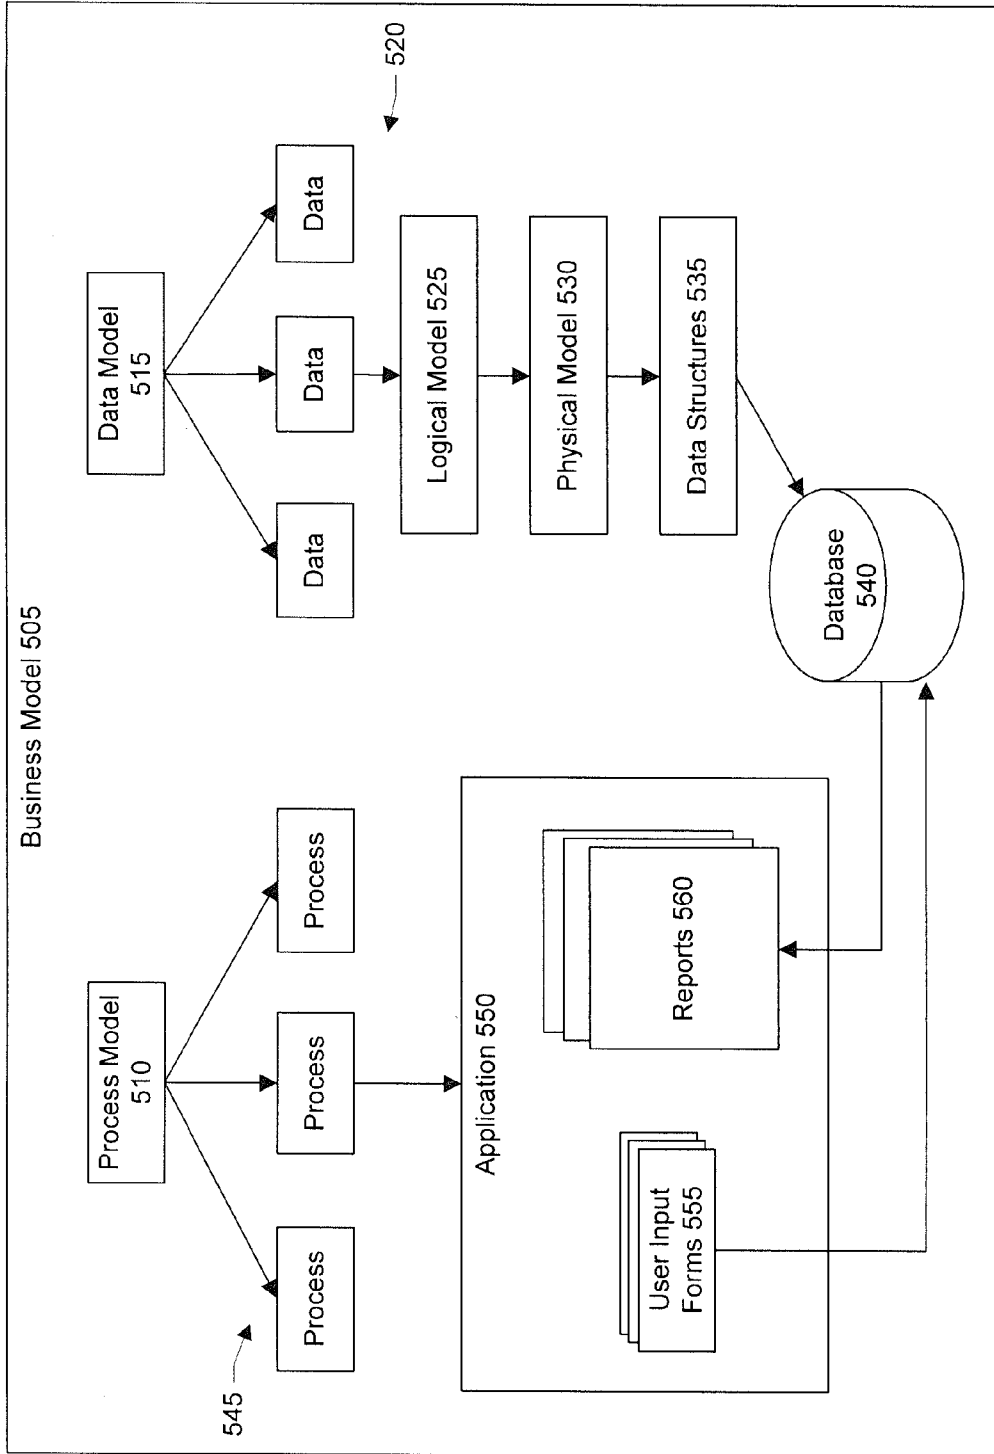 Business Model 505
Process Model
510
Data Model
515
545
Process
Process
Process
Data
Data
Data
520
Application 550
Logical Model 525
Physical Model 530
Data Structures 535
User Input
Forms 555
Reports 560
Database
540